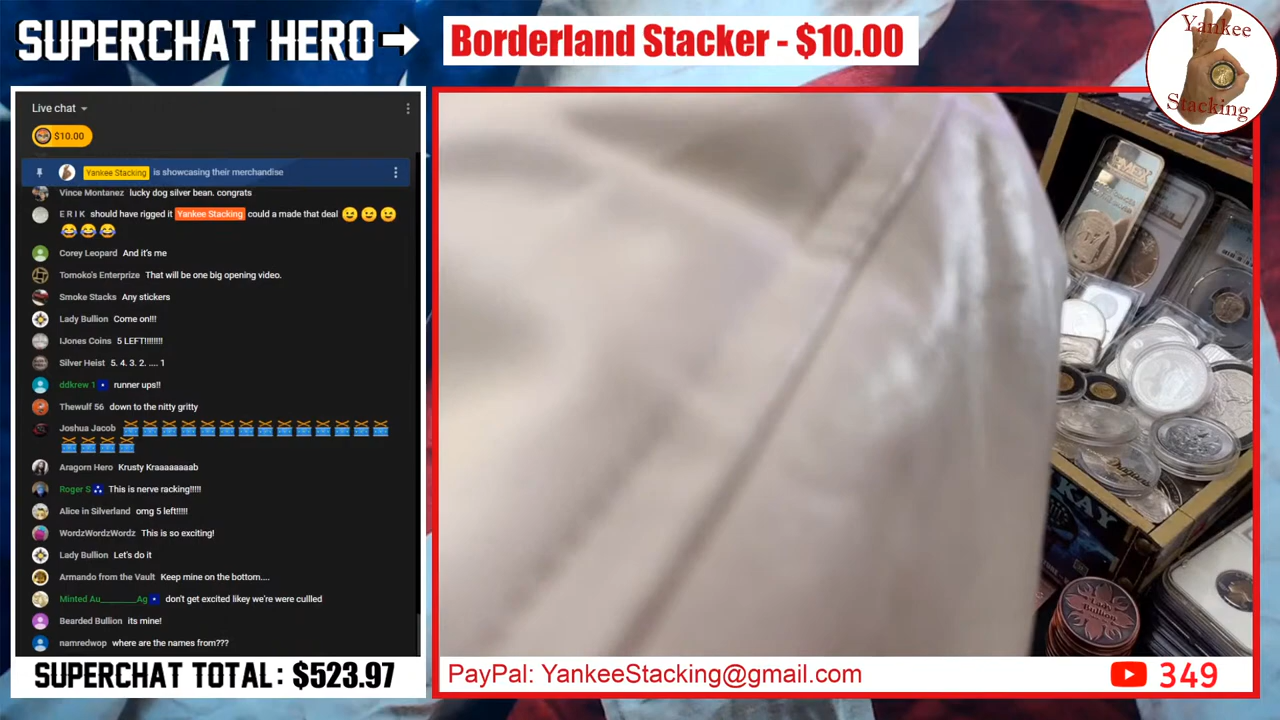 SUPERCHAT HERO
Borderland Stacker - $10.00
Yankee
Stacking
Live chat
$10.00
Yankee Stacking is showcasing their merchandise
Vince Montanez lucky dog silver bean. congrats
E R I K should have rigged it Yankee Stacking could a made that deal
Corey Leopard And it's me
Tomoko's Enterprize That will be one big opening video.
Smoke Stacks Any stickers
Lady Bullion Come on!!!
IJones Coins 5 LEFT!!!!!!!!
Silver Heist 5. 4. 3. 2. .... 1
ddkrew 1 runner ups!!
Thewulf 56 down to the nitty gritty
Joshua Jacob
Aragorn Hero Krusty Kraaaaaaaab
Roger S This is nerve racking!!!!!
Alice in Silverland omg 5 left!!!!!
WordzWordzWordz This is so exciting!
Lady Bullion Let's do it
Armando from the Vault Keep mine on the bottom....
Minted Au_________Ag don't get excited likey we're were cullled
Bearded Bullion its mine!
namredwop where are the names from???
Lady
Bullion
SUPERCHAT TOTAL: $523.97
PayPal: YankeeStacking@gmail.com
349